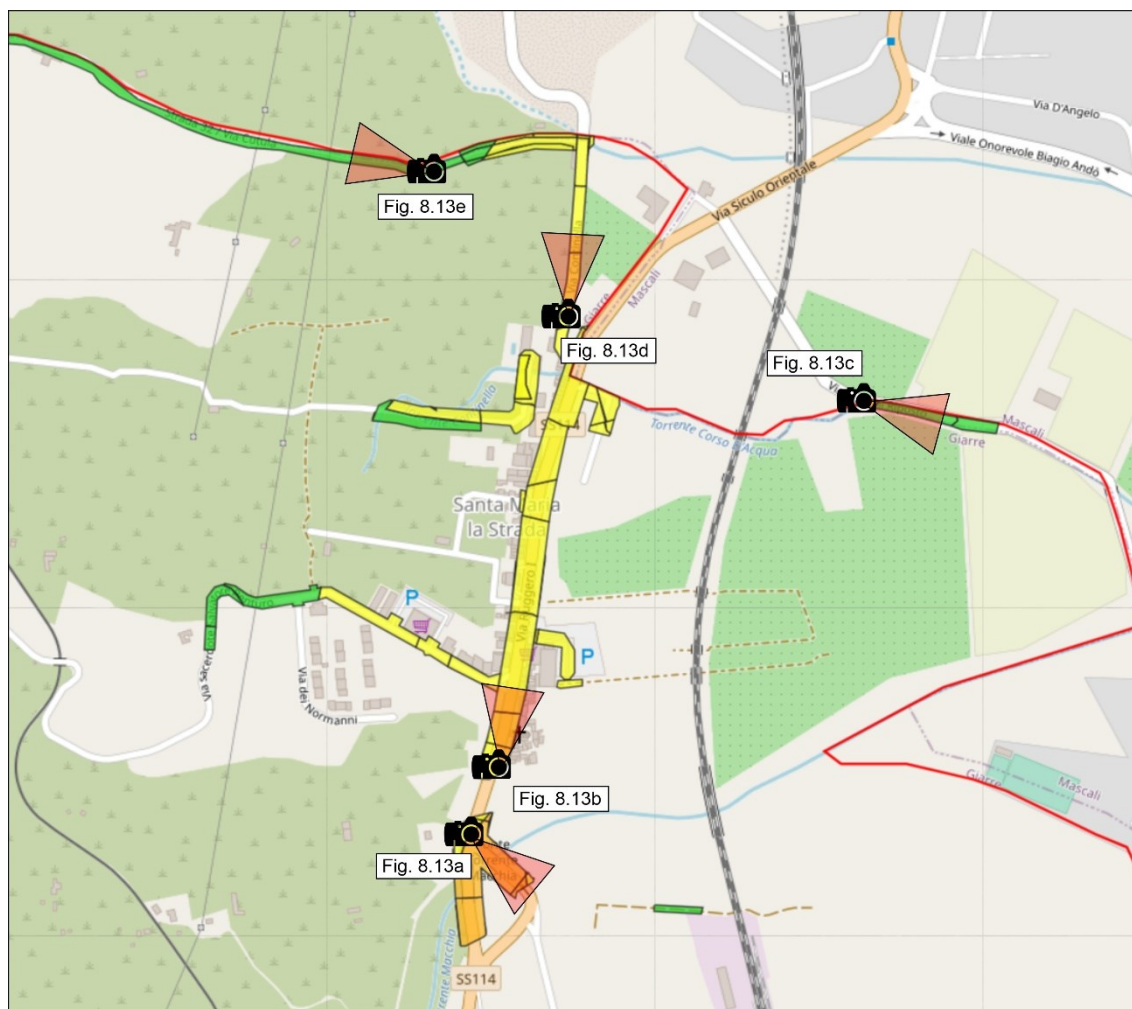 Via D'Angelo
Viale Onorevole Biagio Andò
Via Siculo Orientale
Fig. 8.13e
Giarre
Mascali
Fig. 8.13d
Fig. 8.13c
SS114
Mascali
Giarre
Torrente Corso D'Acqua
Santa Maria
la Strada
Via Ruggero I
P
P
Via dei Normanni
Fig. 8.13b
Fig. 8.13a
Giarre
Mascali
Torrente Macchia
SS114